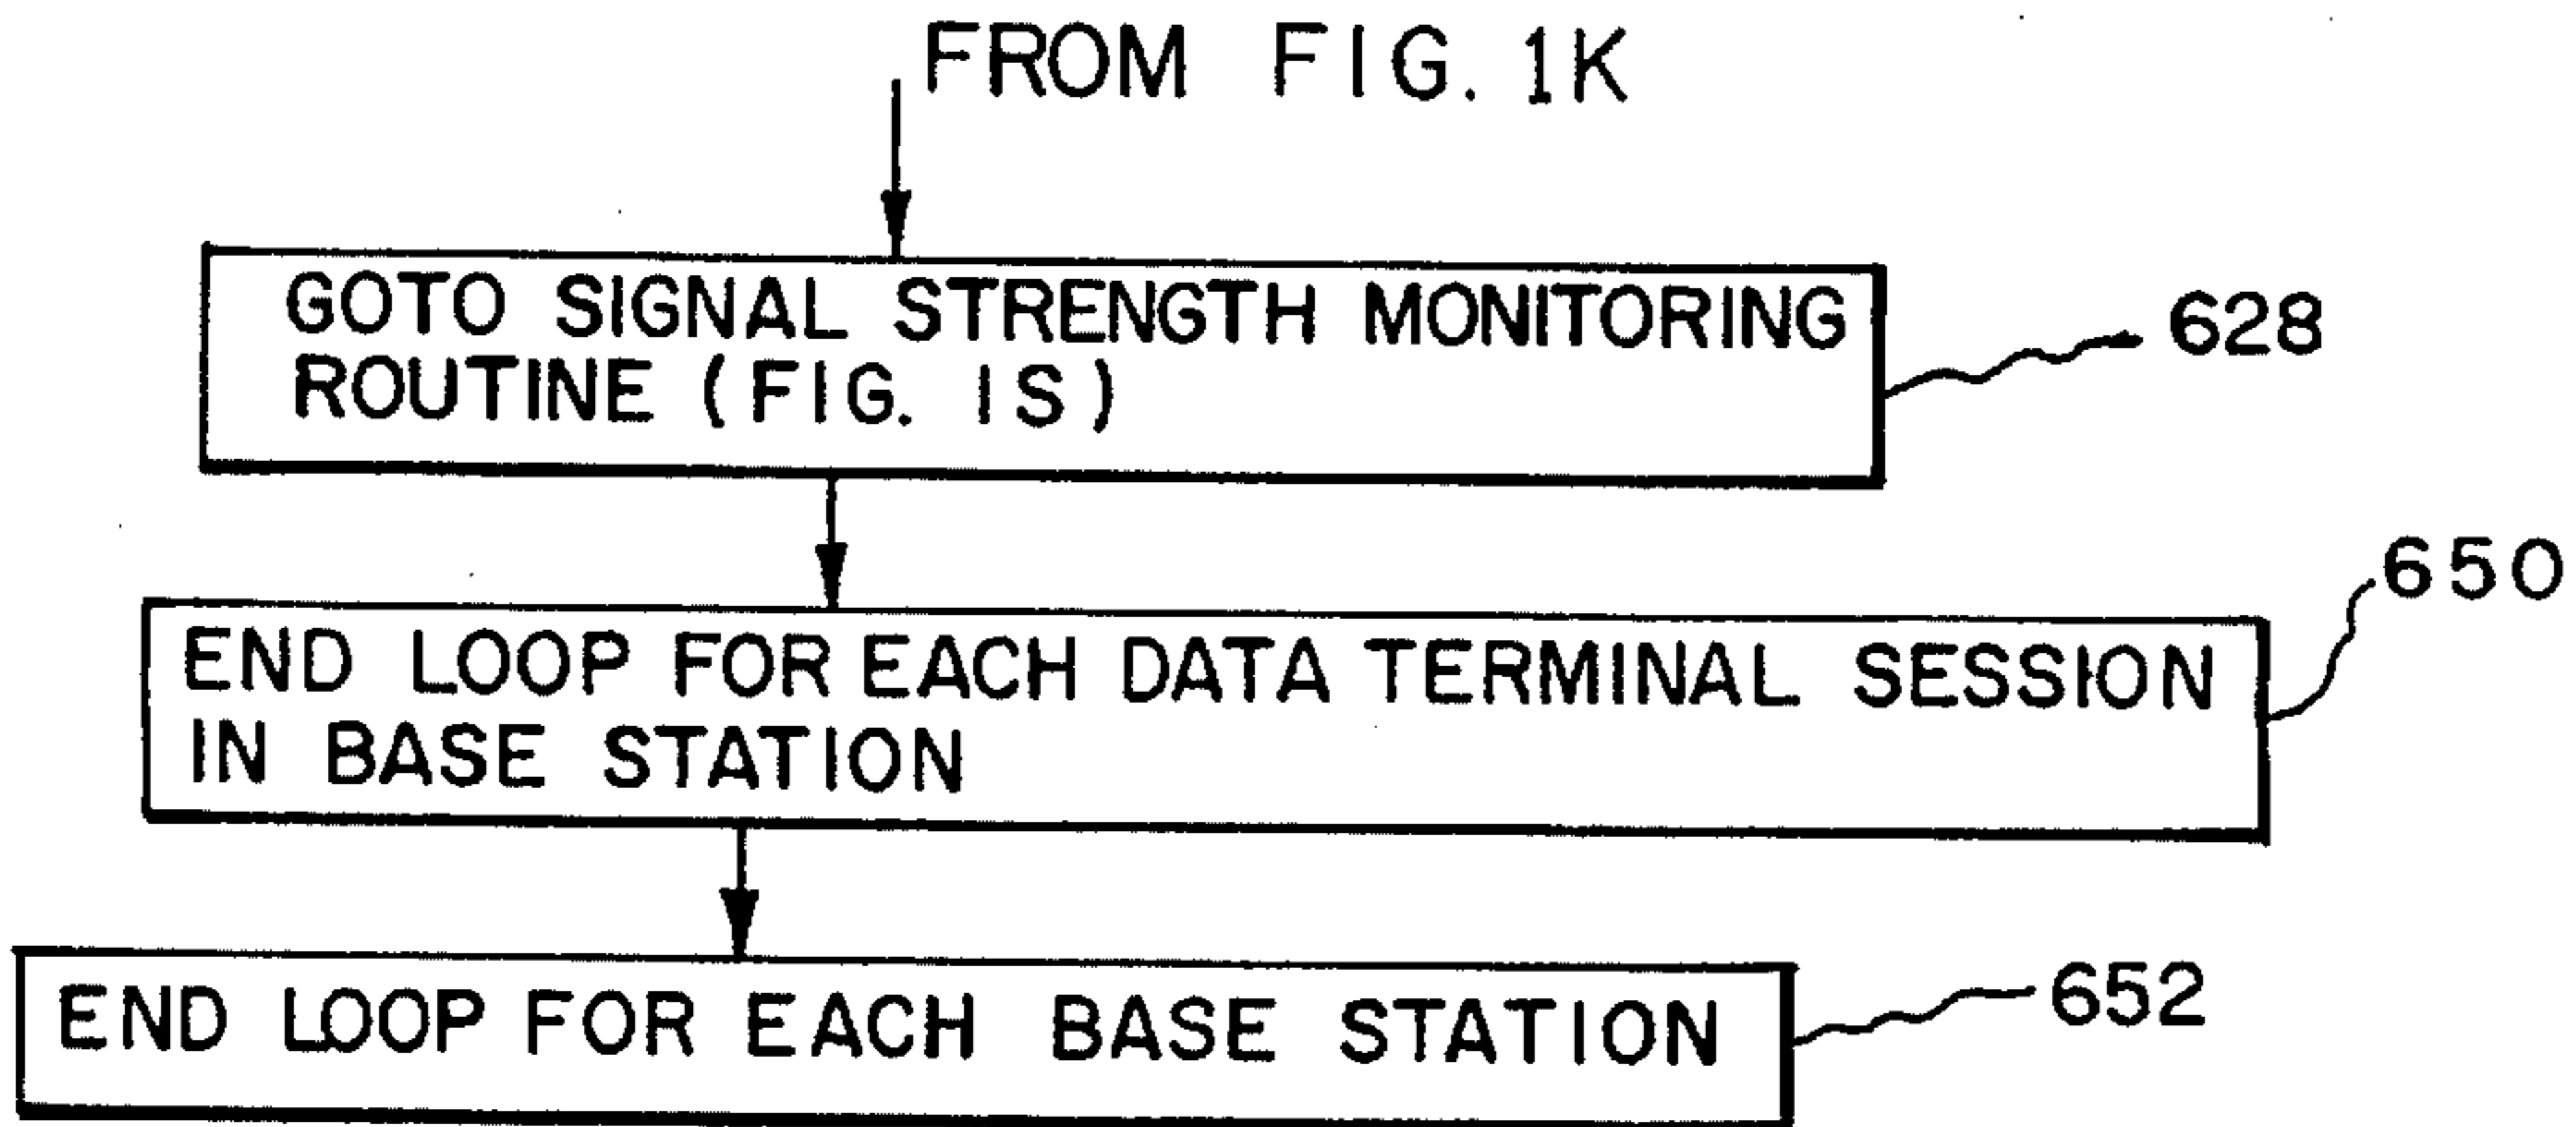 FROM FIG. 1K
GOTO SIGNAL STRENGTH MONITORING
ROUTINE (FIG. 1S)
628
650
END LOOP FOR EACH DATA TERMINAL SESSION
IN BASE STATION
END LOOP FOR EACH BASE STATION
652